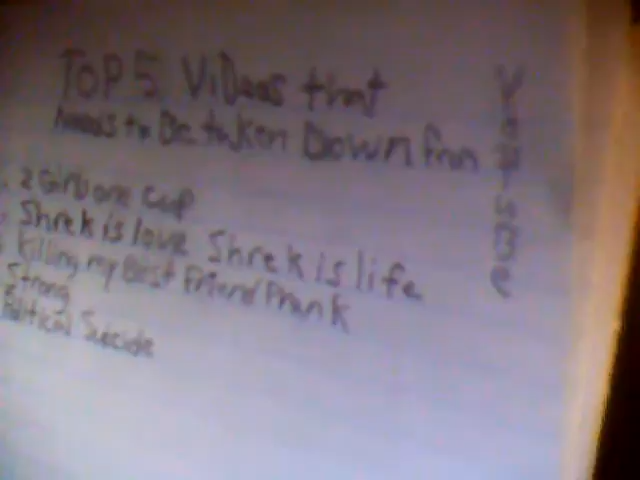 TOP 5 Videos that
Needs to Be taken Down from
2 Girls one cup
Shrek is love Shrek is life
Killing my Best Friend Prank
Strong
Political Suicide